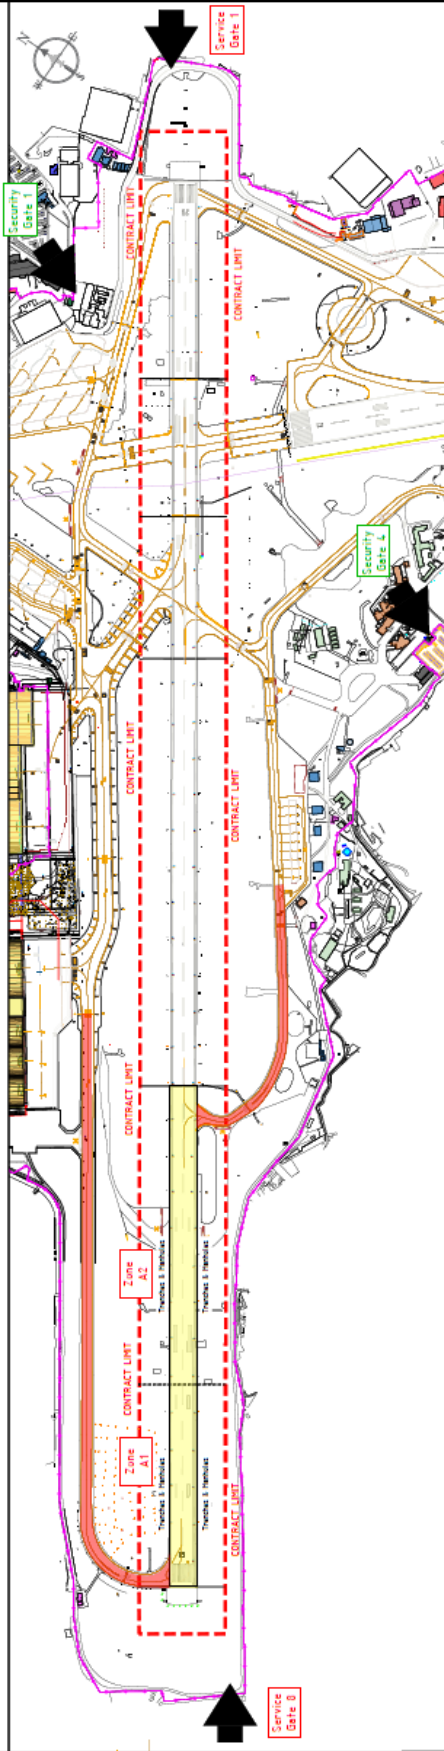 Service
Gate 1
N
Security
Gate 1
CONTRACT LIMIT
CONTRACT LIMIT
Security
Gate 4
CONTRACT LIMIT
CONTRACT LIMIT
CONTRACT LIMIT
Zone
A2
Trenches & Manholes
Trenches & Manholes
CONTRACT LIMIT
Zone
A1
Trenches & Manholes
Trenches & Manholes
CONTRACT LIMIT
Service
Gate 8